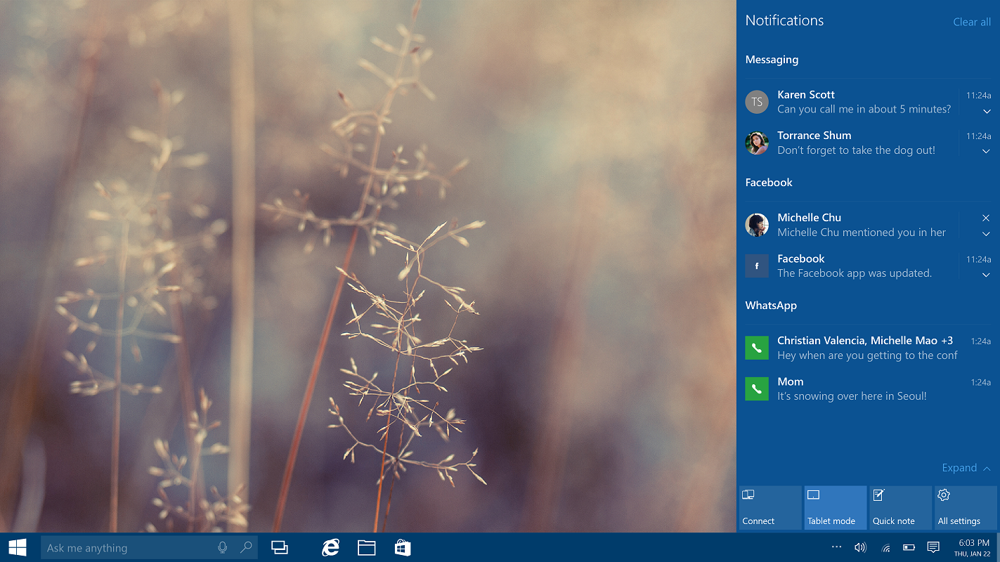 Notifications
Clear all
Messaging
TS
Karen Scott
11:24a
Can you call me in about 5 minutes?
Torrance Shum
11:24a
Don't forget to take the dog out!
Facebook
Michelle Chu
Michelle Chu mentioned you in her
f
Facebook
11:24a
The Facebook app was updated.
WhatsApp
Christian Valencia, Michelle Mao +3
1:24a
Hey when are you getting to the conf
Mom
1:24a
It's snowing over here in Seoul!
Expand
Connect
Tablet mode
Quick note
All settings
Ask me anything
6:03 PM
THU, JAN 22